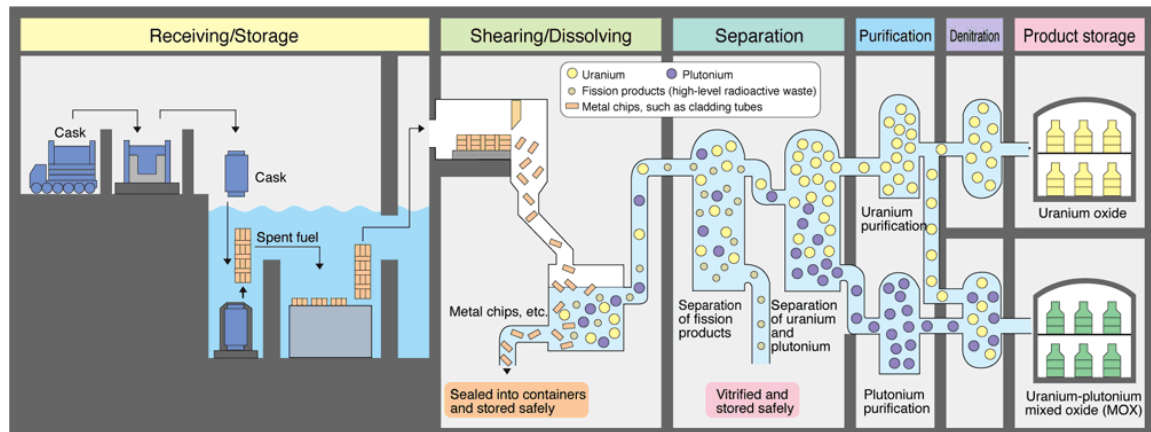 Receiving/Storage
Shearing/Dissolving
Separation
Purification
Denitration
Product storage
Uranium
Plutonium
Fission products (high-level radioactive waste)
Metal chips, such as cladding tubes
Cask
Cask
Spent fuel
Metal chips, etc.
Sealed into containers
and stored safely
Separation
of fission
products
Vitrified and
stored safely
Separation
of uranium
and
plutonium
Uranium
purification
Plutonium
purification
Uranium oxide
Uranium-plutonium
mixed oxide (MOX)